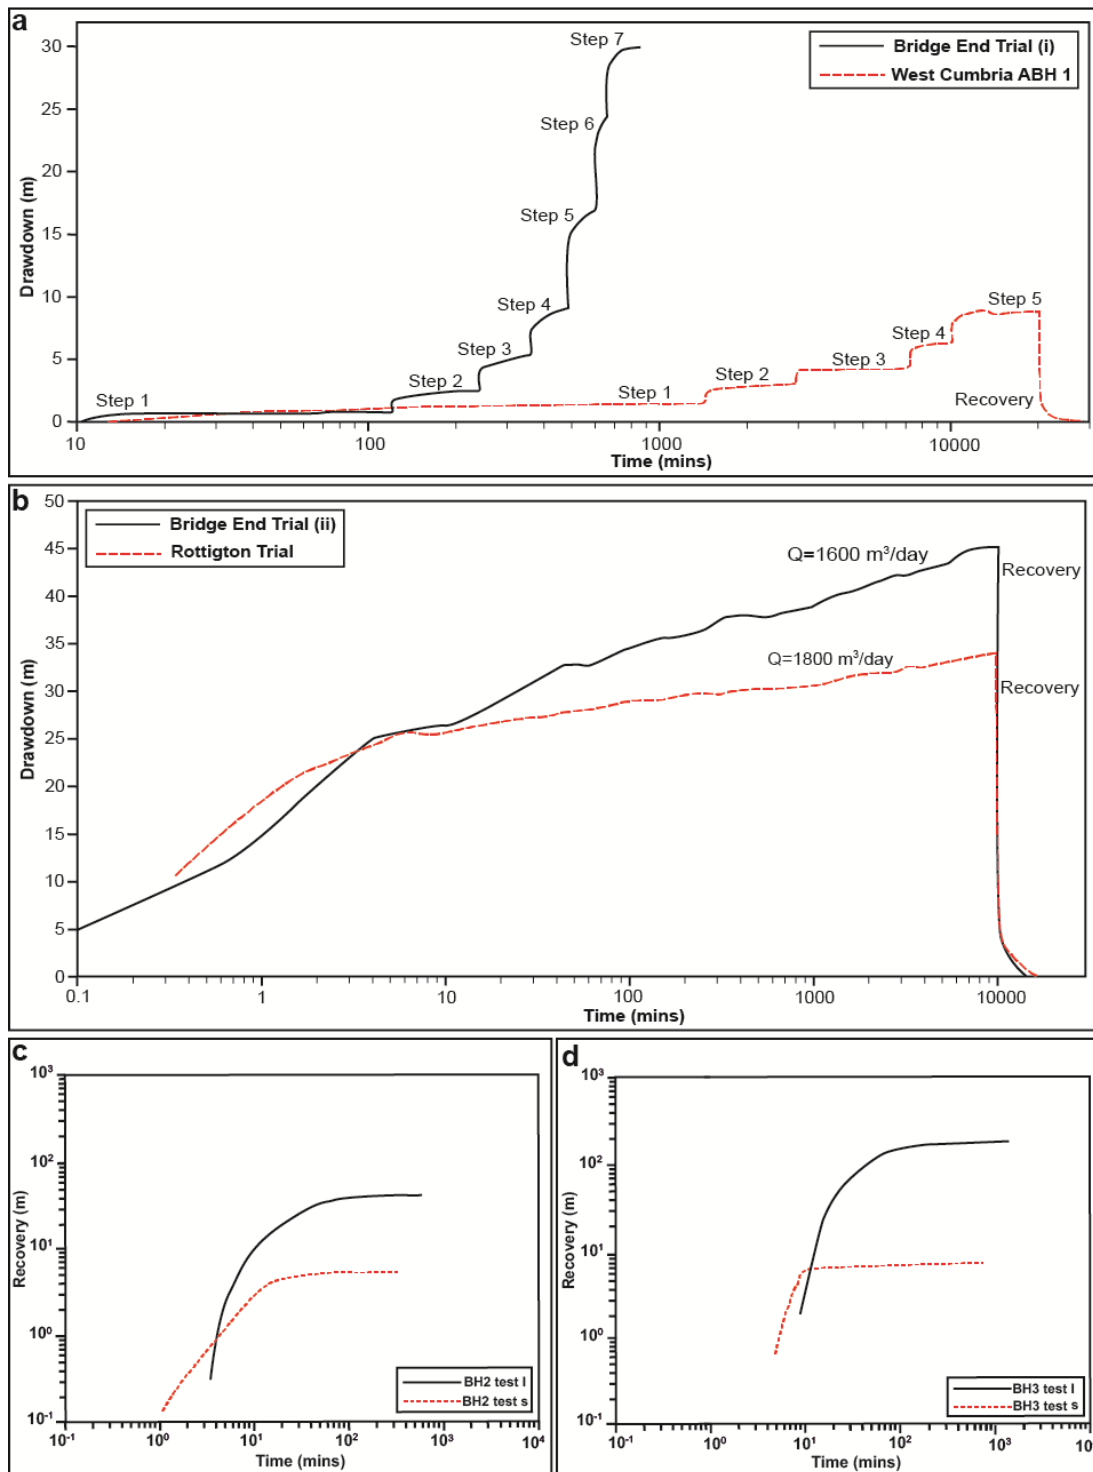 a
Bridge End Trial (i)
West Cumbria ABH 1
Drawdown (m)
30
25
20
15
10
5
0
Step 7
Step 6
Step 5
Step 4
Step 3
Step 2
Step 1
Step 1
Step 2
Step 3
Step 4
Step 5
Recovery
10
100
1000
10000
Time (mins)
b
Bridge End Trial (ii)
Rottigton Trial
Drawdown (m)
50
45
40
35
30
25
20
15
10
5
0
Q=1600 m³/day
Q=1800 m³/day
Recovery
Recovery
0.1
1
10
100
1000
10000
Time (mins)
c
Recovery (m)
10³
10²
10¹
10⁰
10⁻¹
BH2 test l
BH2 test s
10⁻¹
10⁰
10¹
10²
10³
10⁴
Time (mins)
d
Recovery (m)
10³
10²
10¹
10⁰
10⁻¹
BH3 test l
BH3 test s
10⁻¹
10⁰
10¹
10²
10³
Time (mins)